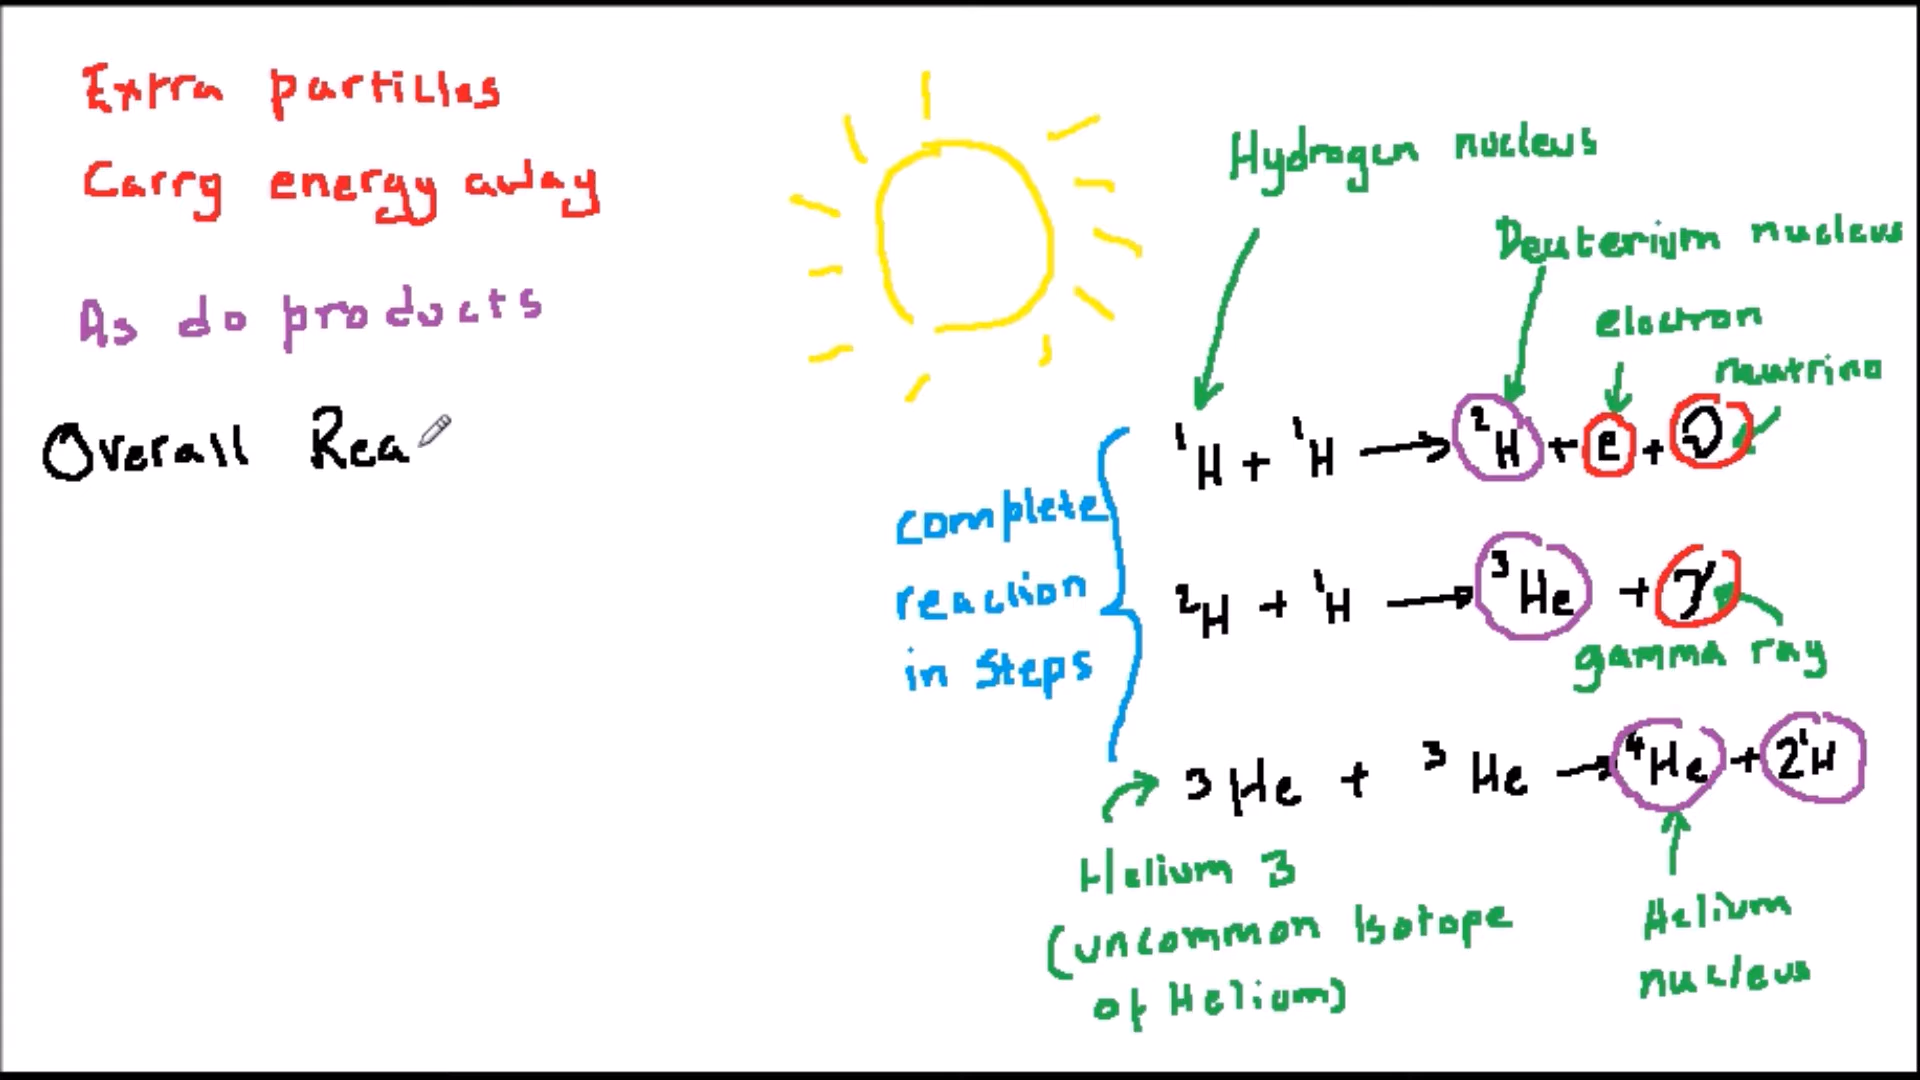 Extra particles
Carry energy away
As do products
Overall Rea
Hydrogen nucleus
Deuterium nucleus
electron
neutrino
¹H + ¹H → ²H + e + ν
complete
reaction
in steps
²H + ¹H → ³He + γ
gamma ray
³He + ³He → ⁴He + 2¹H
Helium 3
(uncommon Isotope
of Helium)
Helium
nucleus